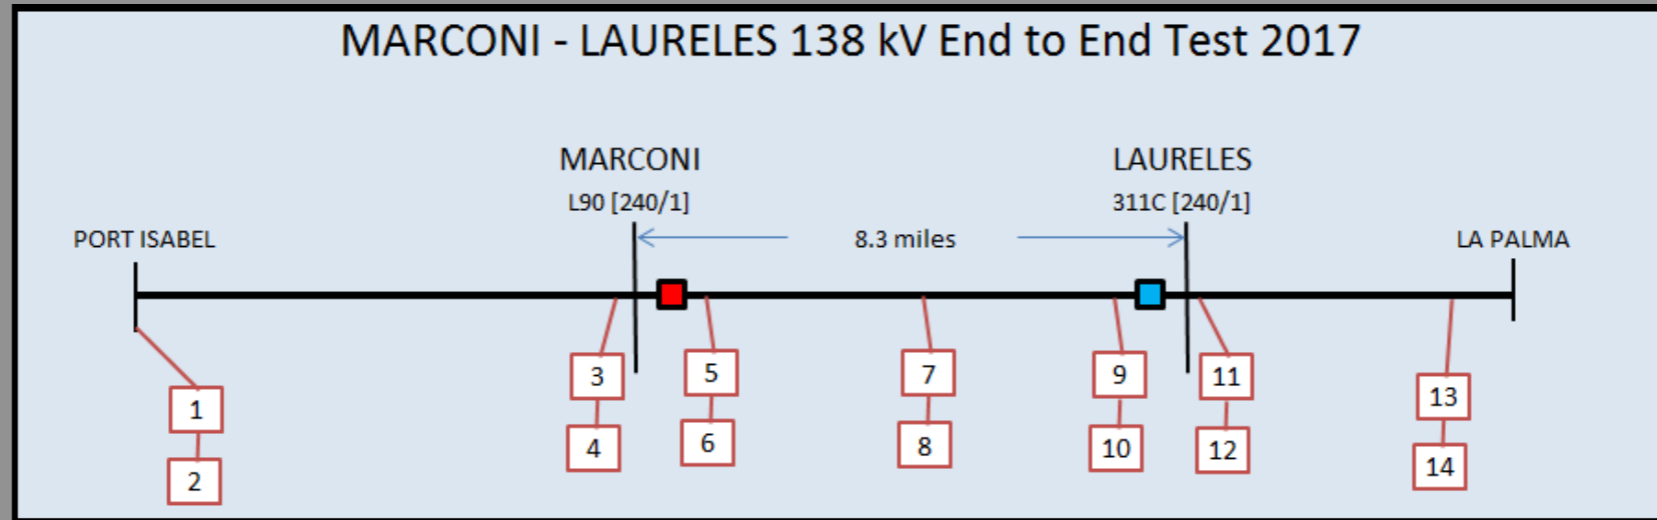 MARCONI - LAURELES 138 kV End to End Test 2017
MARCONI
LAURELES
L90 [240/1]
311C [240/1]
PORT ISABEL
8.3 miles
LA PALMA
1
2
3
4
5
6
7
8
9
10
11
12
13
14